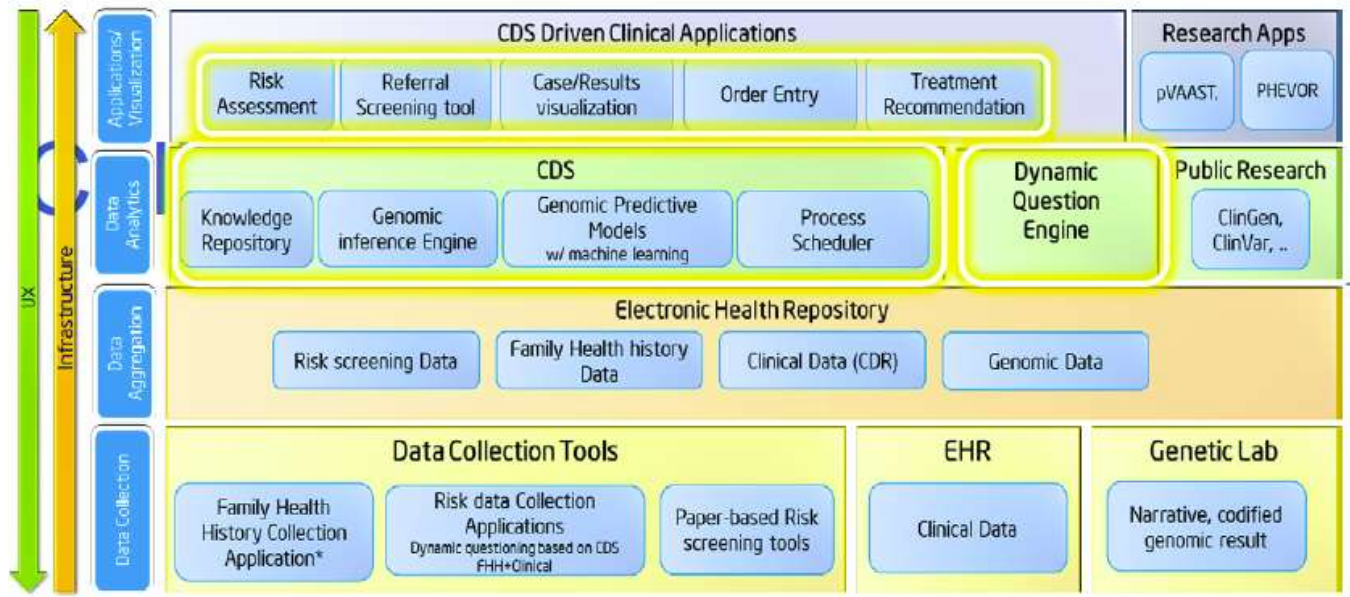 UX
Infrastructure
Applications/
Visualization
CDS Driven Clinical Applications
Risk
Assessment
Referral
Screening tool
Case/Results
visualization
Order Entry
Treatment
Recommendation
Research Apps
pVAAST,
PHEVOR
Data
Analytics
CDS
Knowledge
Repository
Genomic
inference Engine
Genomic Predictive
Models
w/ machine learning
Process
Scheduler
Dynamic
Question
Engine
Public Research
ClinGen,
ClinVar, ..
Data
Aggregation
Electronic Health Repository
Risk screening Data
Family Health history
Data
Clinical Data (CDR)
Genomic Data
Data Collection
Data Collection Tools
Family Health
History Collection
Application*
Risk data Collection
Applications
Dynamic questioning based on CDS
FHH+Clinical
Paper-based Risk
screening tools
EHR
Clinical Data
Genetic Lab
Narrative, codified
genomic result